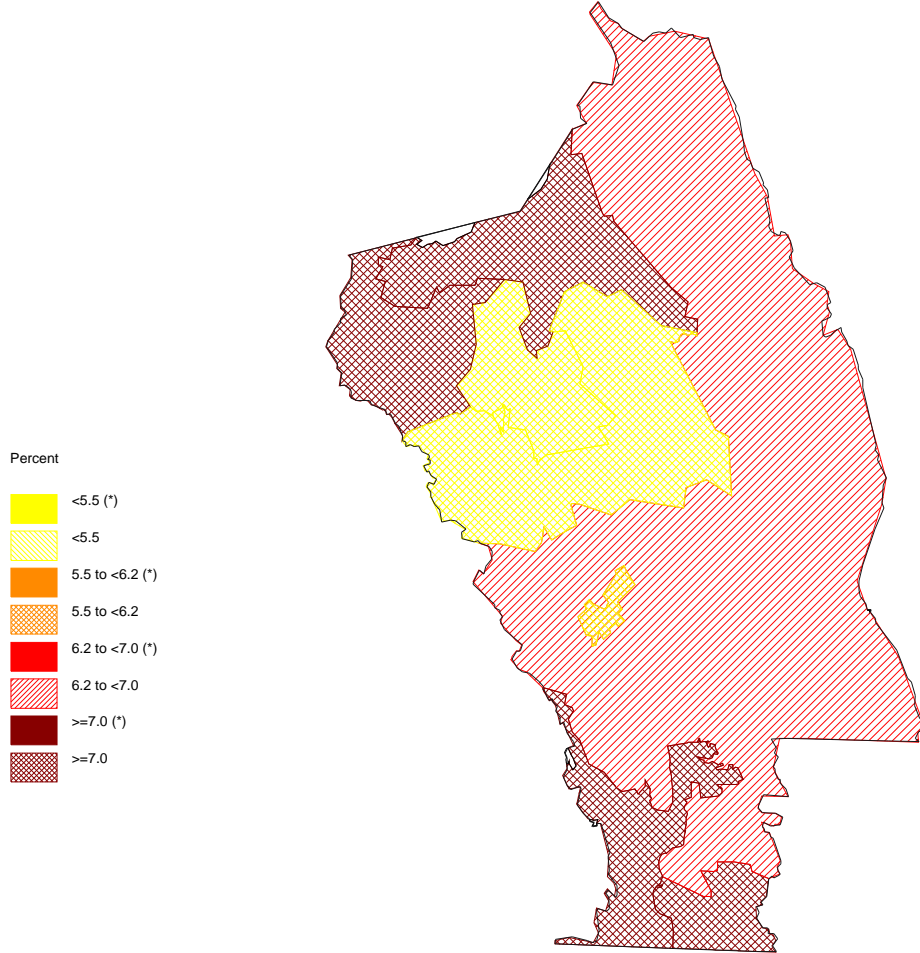 Percent
<5.5 (*)
<5.5
5.5 to <6.2 (*)
5.5 to <6.2
6.2 to <7.0 (*)
6.2 to <7.0
>=7.0 (*)
>=7.0